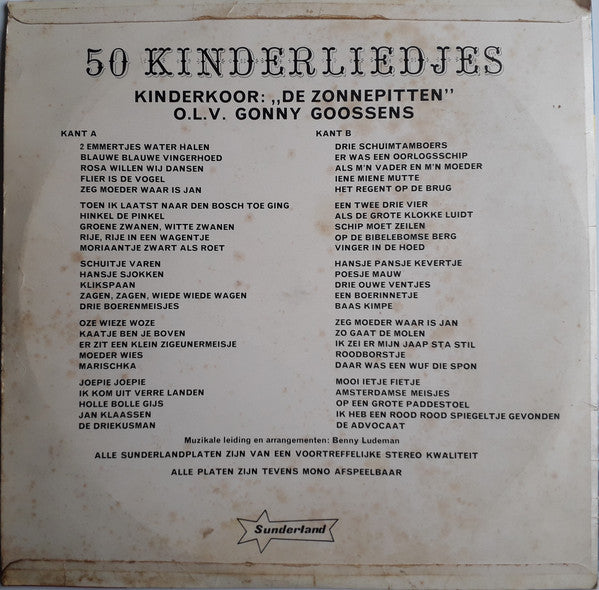 50 KINDERLIEDJES
KINDERKOOR: „DE ZONNEPITTEN"
O.L.V. GONNY GOOSSENS
KANT A
2 EMMERTJES WATER HALEN
BLAUWE BLAUWE VINGERHOED
ROSA WILLEN WIJ DANSEN
FLIER IS DE VOGEL
ZEG MOEDER WAAR IS JAN
TOEN IK LAATST NAAR DEN BOSCH TOE GING
HINKEL DE PINKEL
GROENE ZWANEN, WITTE ZWANEN
RIJE, RIJE IN EEN WAGENTJE
MORIAANTJE ZWART ALS ROET
SCHUITJE VAREN
HANSJE SJOKKEN
KLIKSPAAN
ZAGEN, ZAGEN, WIEDE WIEDE WAGEN
DRIE BOERENMEISJES
OZE WIEZE WOZE
KAATJE BEN JE BOVEN
ER ZIT EEN KLEIN ZIGEUNERMEISJE
MOEDER WIES
MARISCHKA
JOEPIE JOEPIE
IK KOM UIT VERRE LANDEN
HOLLE BOLLE GIJS
JAN KLAASSEN
DE DRIEKUSMAN
KANT B
DRIE SCHUIMTAMBOERS
ER WAS EEN OORLOGSSCHIP
ALS M'N VADER EN M'N MOEDER
IENE MIENE MUTTE
HET REGENT OP DE BRUG
EEN TWEE DRIE VIER
ALS DE GROTE KLOKKE LUIDT
SCHIP MOET ZEILEN
OP DE BIBELEBOMSE BERG
VINGER IN DE HOED
HANSJE PANSJE KEVERTJE
POESJE MAUW
DRIE OUWE VENTJES
EEN BOERINNETJE
BAAS KIMPE
ZEG MOEDER WAAR IS JAN
ZO GAAT DE MOLEN
IK ZEI ER MIJN JAAP STA STIL
ROODBORSTJE
DAAR WAS EEN WUF DIE SPON
MOOI IETJE FIETJE
AMSTERDAMSE MEISJES
OP EEN GROTE PADDESTOEL
IK HEB EEN ROOD ROOD SPIEGELTJE GEVONDEN
DE ADVOCAAT
Muzikale leiding en arrangementen: Benny Ludeman
ALLE SUNDERLANDPLATEN ZIJN VAN EEN VOORTREFFELIJKE STEREO KWALITEIT
ALLE PLATEN ZIJN TEVENS MONO AFSPEELBAAR
Sunderland